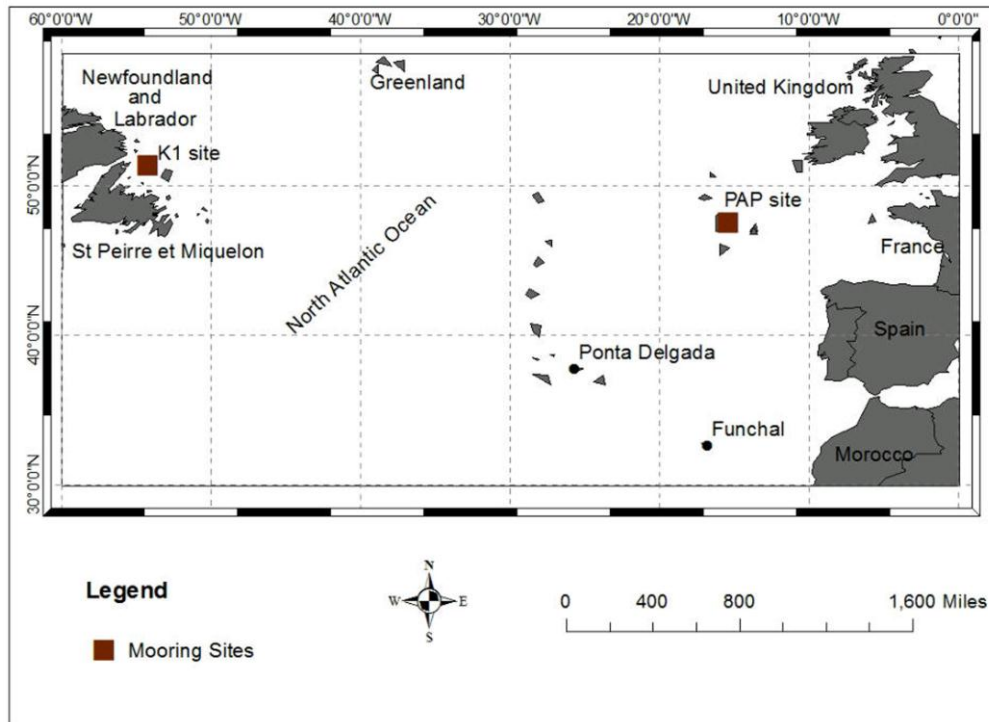 60°0'0"W 50°0'0"W 40°0'0"W 30°0'0"W 20°0'0"W 10°0'0"W 0°0'0"
Newfoundland
and
Labrador
Greenland
United Kingdom
K1 site
50°0'0"N
PAP site
North Atlantic Ocean
St Peirre et Miquelon
France
40°0'0"N
Spain
Ponta Delgada
Funchal
Morocco
30°0'0"N
Legend
Mooring Sites
N
W E
S
0 400 800 1,600 Miles